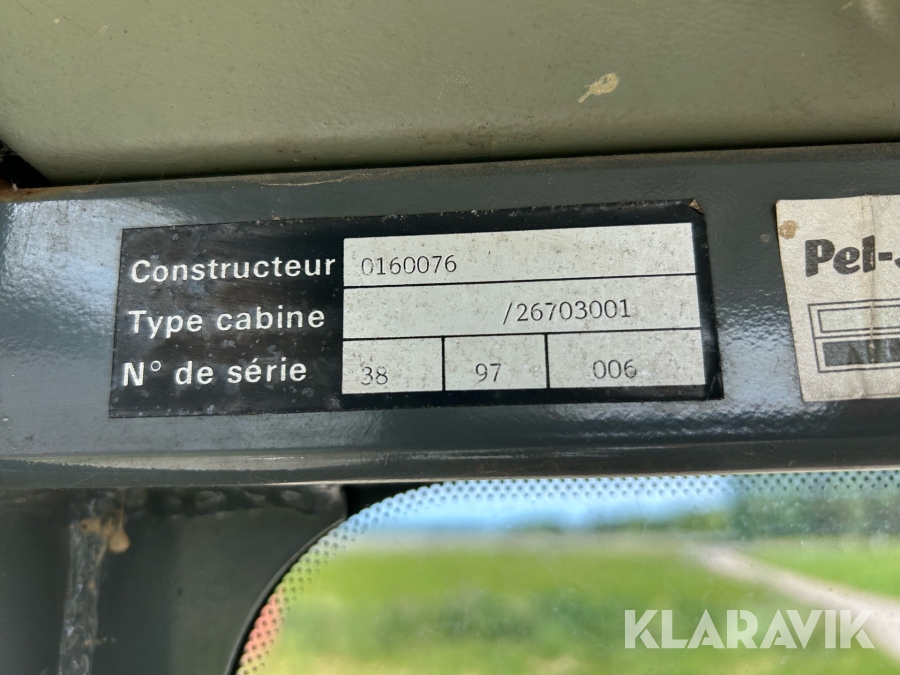 Constructeur 0160076
Type cabine /26703001
N° de série 38 97 006
Pel-
KLARAVIK